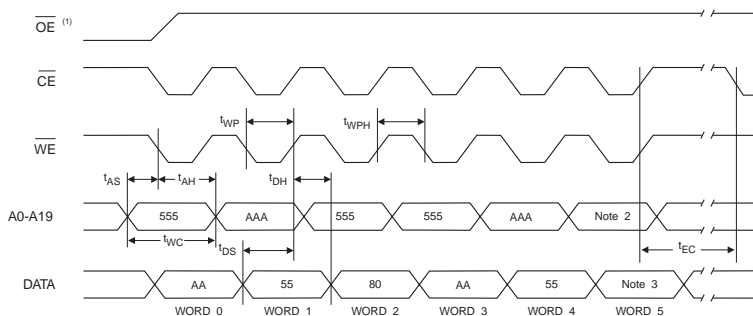 OE (1)
CE
tWP
tWPH
WE
tAS
tAH
tDH
A0-A19
555
AAA
555
555
AAA
Note 2
tWC
tDS
tEC
DATA
AA
55
80
AA
55
Note 3
WORD 0
WORD 1
WORD 2
WORD 3
WORD 4
WORD 5